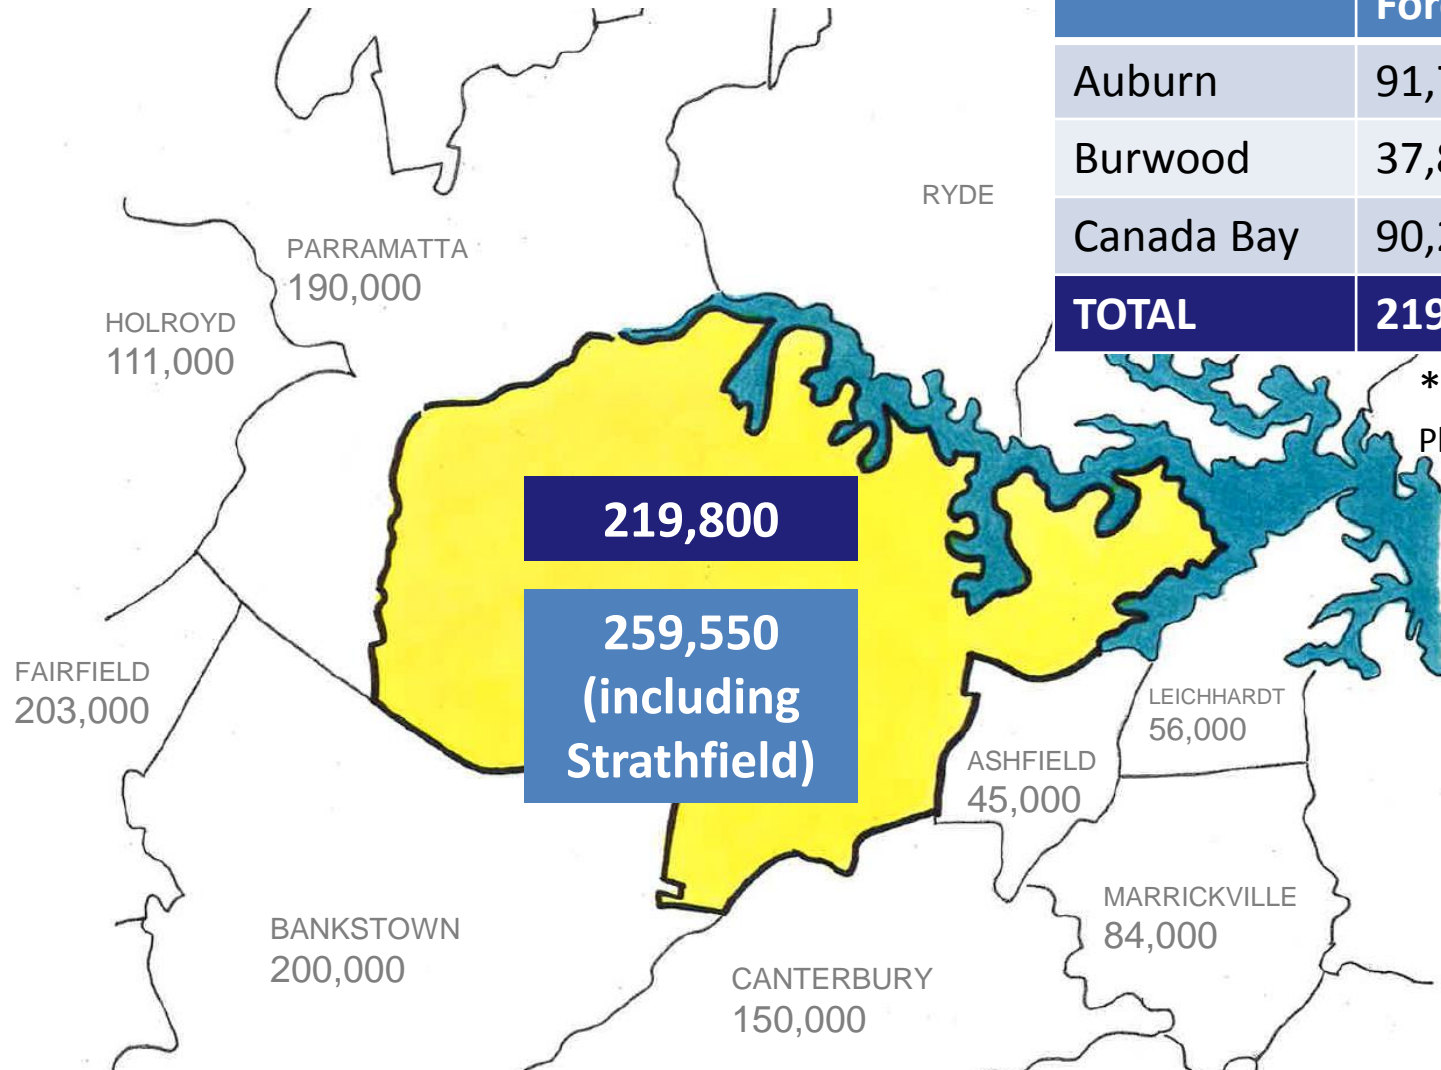 Auburn
Burwood
Canada Bay
TOTAL
*
RYDE
PARRAMATTA
190,000
HOLROYD
111,000
219,800
259,550
(including
Strathfield)
FAIRFIELD
203,000
LEICHHARDT
56,000
ASHFIELD
45,000
MARRICKVILLE
84,000
BANKSTOWN
200,000
CANTERBURY
150,000